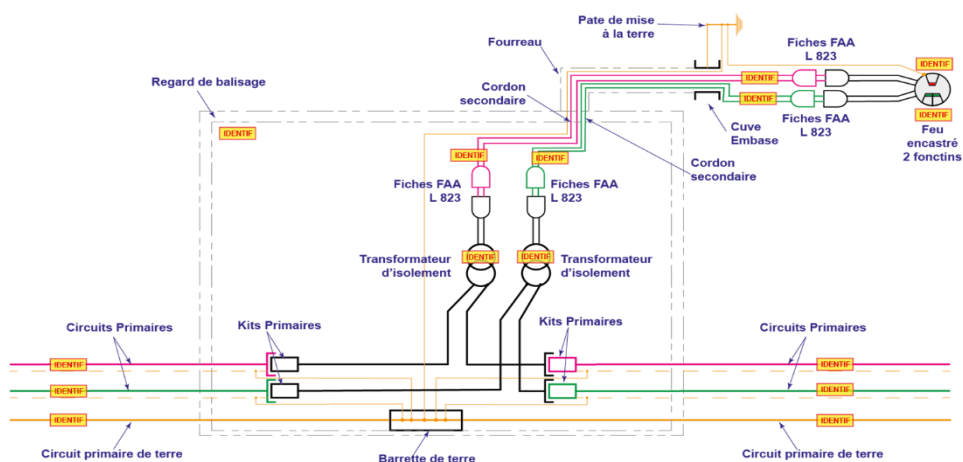 Pate de mise
à la terre
Fourreau
Fiches FAA
L 823
IDENTIF
Regard de balisage
IDENTIF
Cordon
secondaire
IDENTIF
IDENTIF
Fiches FAA
L 823
Cuve
Embase
Feu
encastré
2 fonctins
IDENTIF
IDENTIF
IDENTIF
Cordon
secondaire
Fiches FAA
L 823
Fiches FAA
L 823
Transformateur
d'isolement
IDENTIF
IDENTIF
Transformateur
d'isolement
Circuits Primaires
Kits Primaires
Kits Primaires
Circuits Primaires
IDENTIF
IDENTIF
IDENTIF
IDENTIF
IDENTIF
IDENTIF
Circuit primaire de terre
Barrette de terre
Circuit primaire de terre